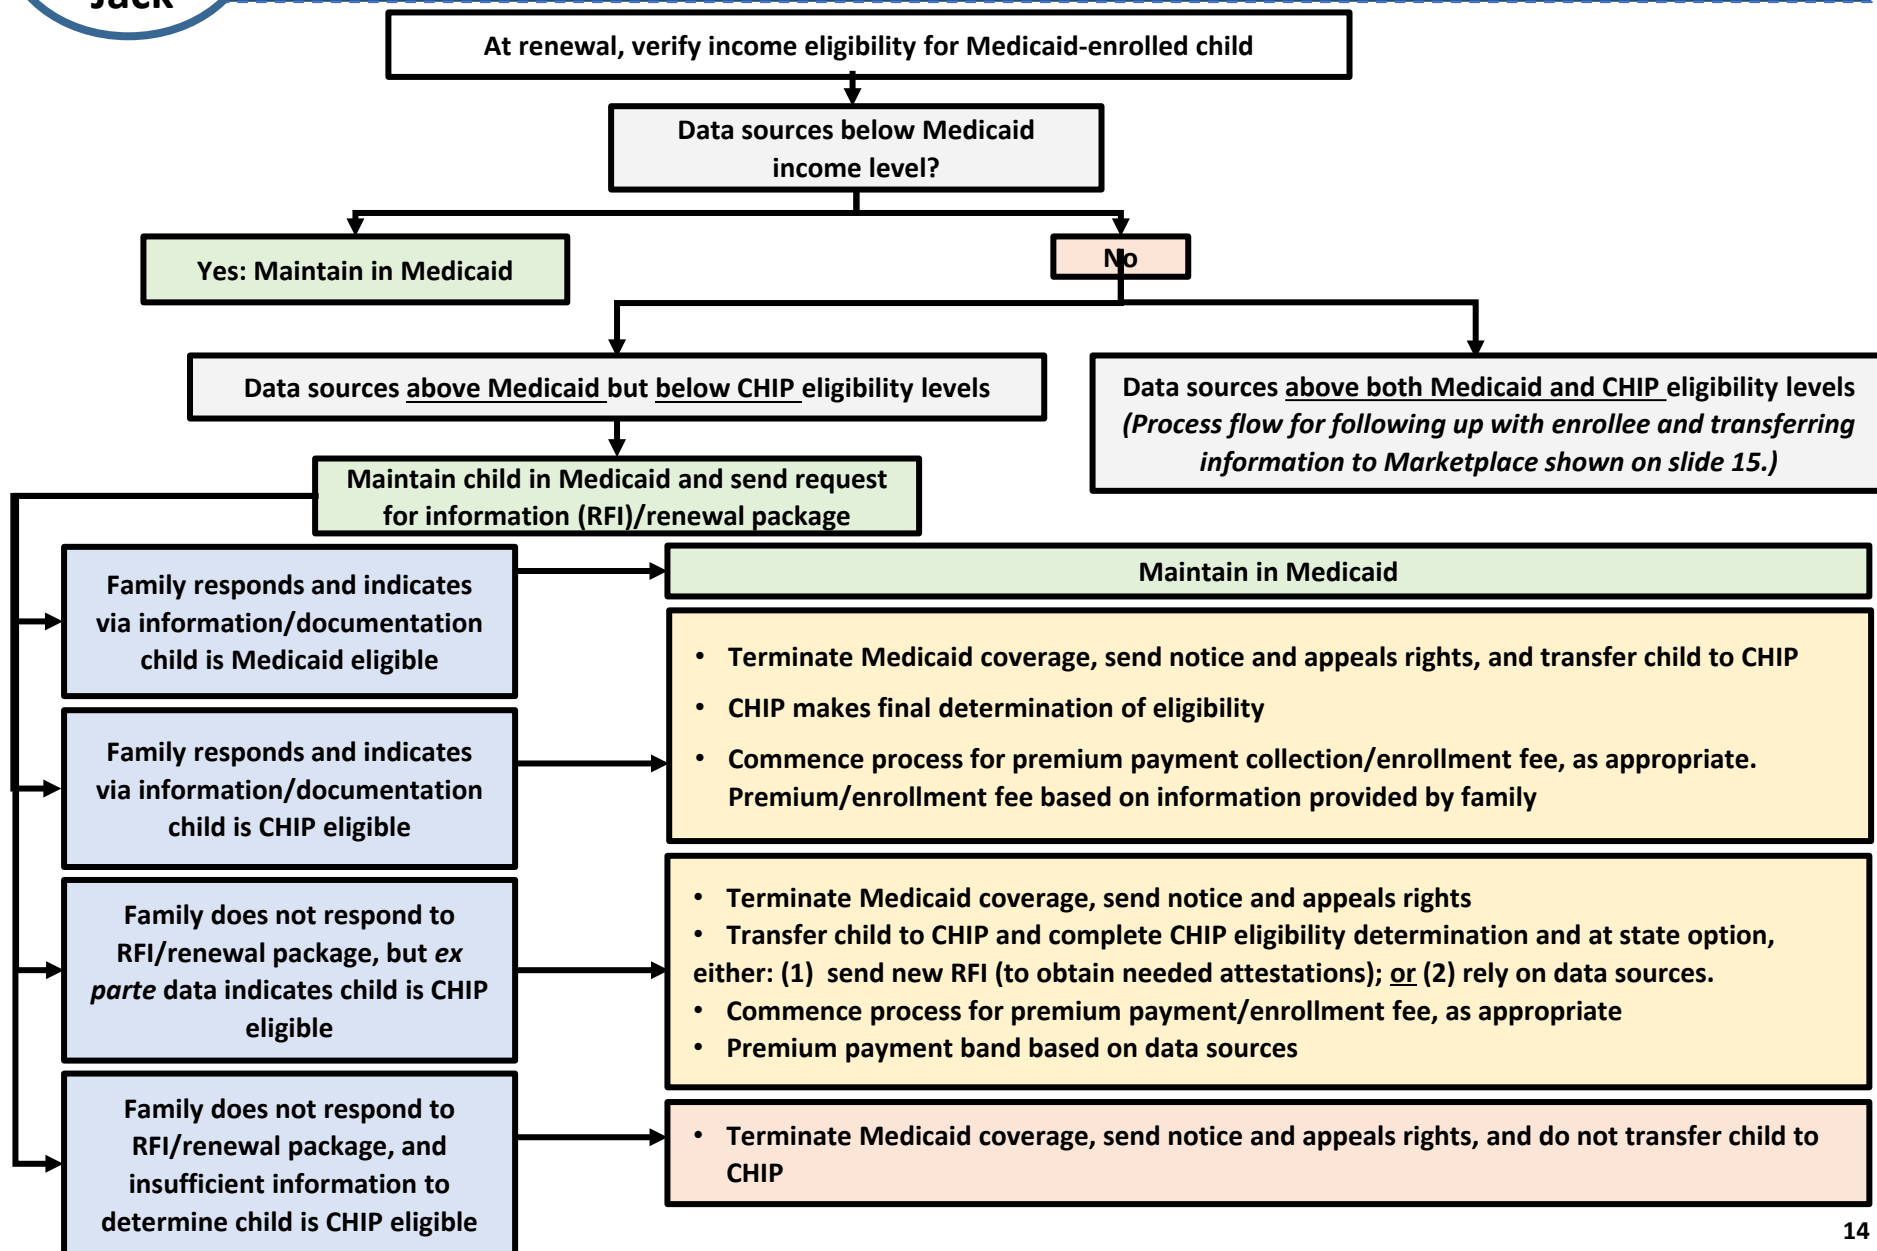 Jack
At renewal, verify income eligibility for Medicaid-enrolled child
Data sources below Medicaid
income level?
Yes: Maintain in Medicaid
No
Data sources above Medicaid but below CHIP eligibility levels
Data sources above both Medicaid and CHIP eligibility levels
(Process flow for following up with enrollee and transferring
information to Marketplace shown on slide 15.)
Maintain child in Medicaid and send request
for information (RFI)/renewal package
Family responds and indicates
via information/documentation
child is Medicaid eligible
Maintain in Medicaid
Family responds and indicates
via information/documentation
child is CHIP eligible
• Terminate Medicaid coverage, send notice and appeals rights, and transfer child to CHIP
• CHIP makes final determination of eligibility
• Commence process for premium payment collection/enrollment fee, as appropriate.
Premium/enrollment fee based on information provided by family
Family does not respond to
RFI/renewal package, but ex
parte data indicates child is CHIP
eligible
• Terminate Medicaid coverage, send notice and appeals rights
• Transfer child to CHIP and complete CHIP eligibility determination and at state option,
either: (1) send new RFI (to obtain needed attestations); or (2) rely on data sources.
• Commence process for premium payment/enrollment fee, as appropriate
• Premium payment band based on data sources
Family does not respond to
RFI/renewal package, and
insufficient information to
determine child is CHIP eligible
• Terminate Medicaid coverage, send notice and appeals rights, and do not transfer child to
CHIP
14